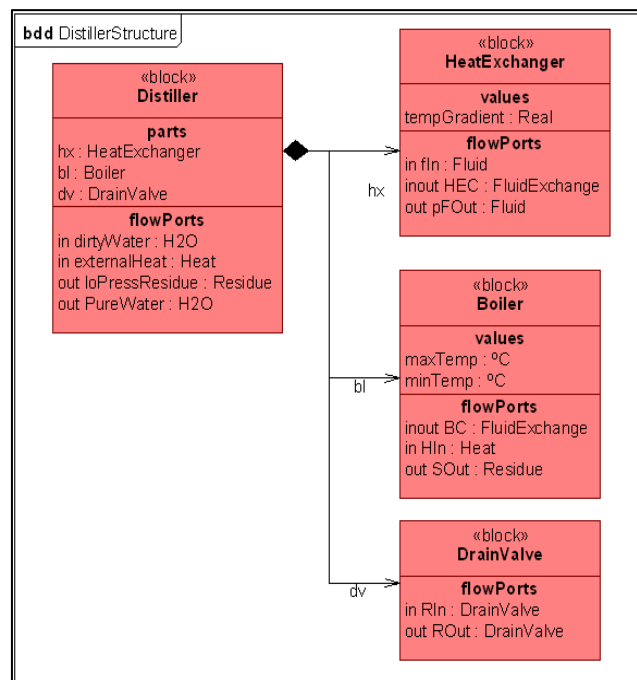 bdd DistillerStructure
«block»
Distiller
parts
hx : HeatExchanger
bl : Boiler
dv : DrainValve
flowPorts
in dirtyWater : H2O
in externalHeat : Heat
out loPressResidue : Residue
out PureWater : H2O
«block»
HeatExchanger
values
tempGradient : Real
flowPorts
in fIn : Fluid
inout HEC : FluidExchange
out pFOut : Fluid
hx
«block»
Boiler
values
maxTemp : ºC
minTemp : ºC
flowPorts
inout BC : FluidExchange
in HIn : Heat
out SOut : Residue
bl
«block»
DrainValve
flowPorts
in RIn : DrainValve
out ROut : DrainValve
dv